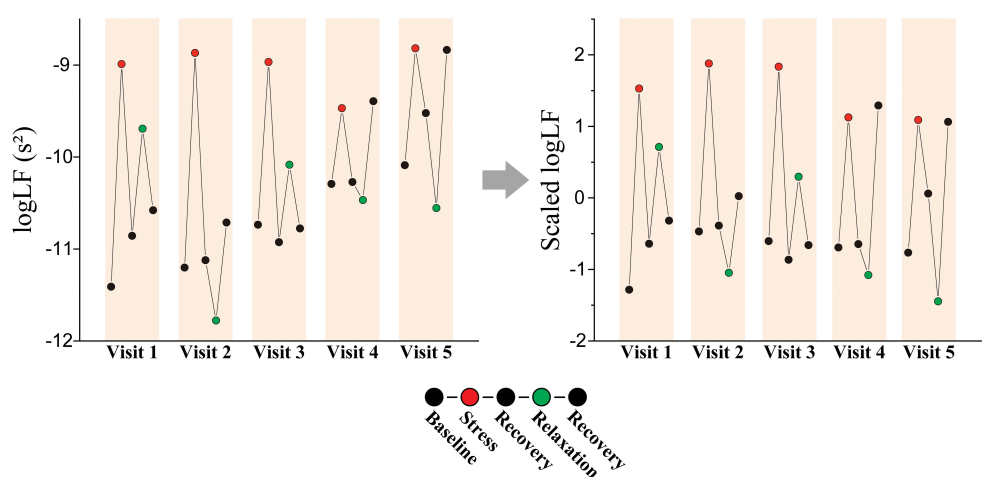 logLF (s²)
-9
-10
-11
-12
Visit 1 Visit 2 Visit 3 Visit 4 Visit 5
Scaled logLF
2
1
0
-1
-2
Visit 1 Visit 2 Visit 3 Visit 4 Visit 5
Baseline
Stress
Recovery
Relaxation
Recovery